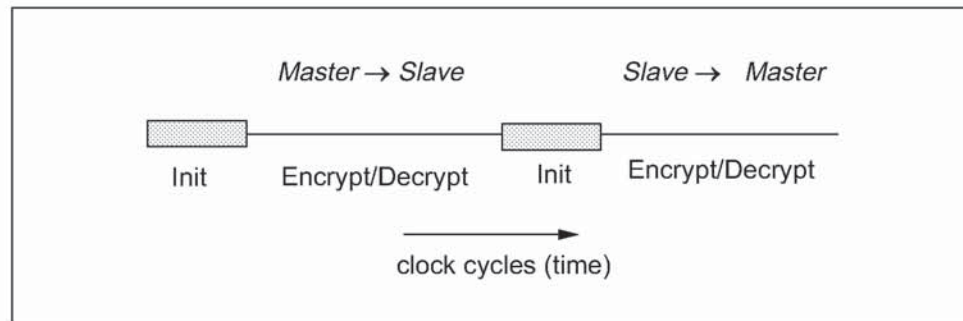 Master → Slave Slave → Master
Init Encrypt/Decrypt Init Encrypt/Decrypt
clock cycles (time)